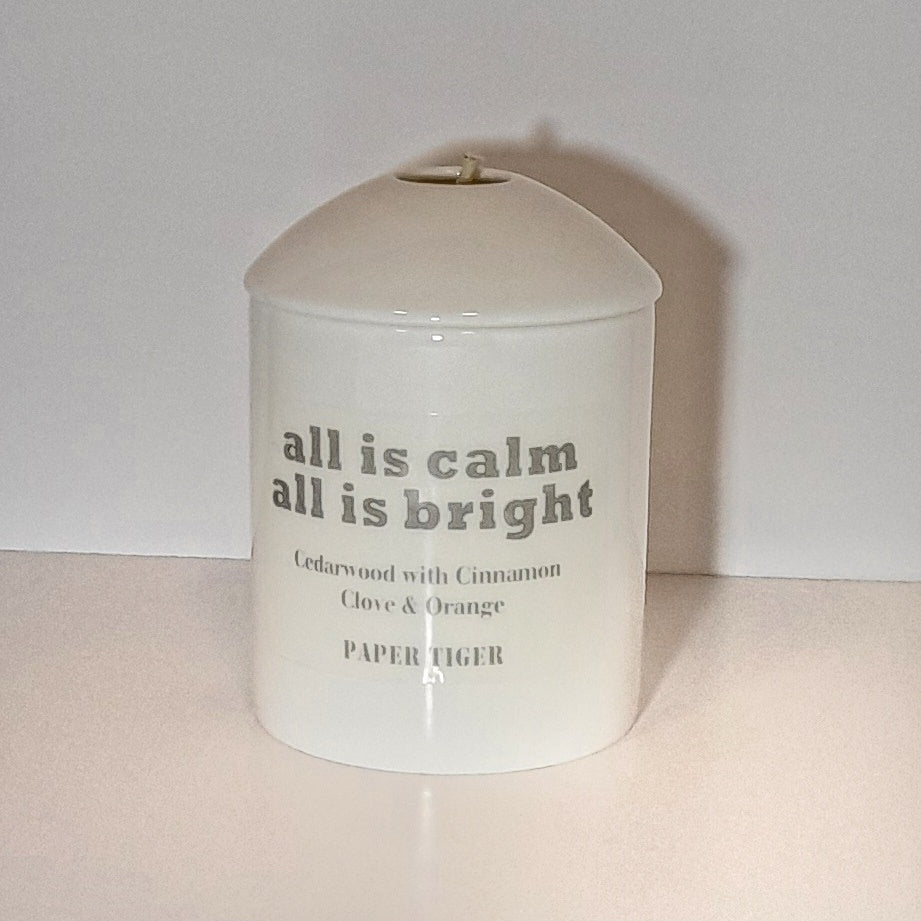 all is calm
all is bright
Cedarwood with Cinnamon
Clove & Orange
PAPER TIGER